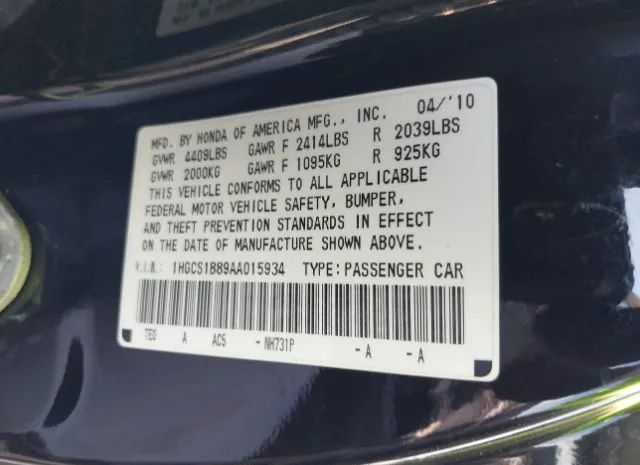 MFD. BY HONDA OF AMERICA MFG., INC. 04/'10
GVWR 4409LBS GAWR F 2414LBS R 2039LBS
GVWR 2000KG GAWR F 1095KG R 925KG
THIS VEHICLE CONFORMS TO ALL APPLICABLE
FEDERAL MOTOR VEHICLE SAFETY, BUMPER,
AND THEFT PREVENTION STANDARDS IN EFFECT
ON THE DATE OF MANUFACTURE SHOWN ABOVE.
V.I.N.: 1HGCS1B89AA015934 TYPE:PASSENGER CAR
TE0 A AC5 - NH731P - A - A